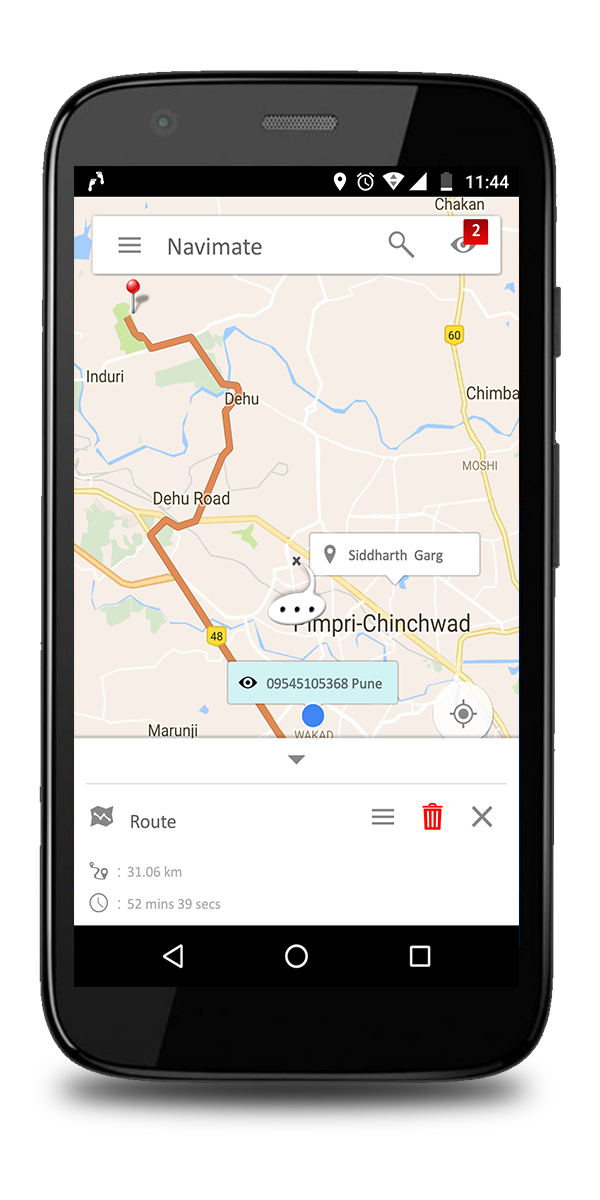 11:44
Chakan
Navimate
2
60
Induri
Dehu
Chimba
MOSHI
Dehu Road
Siddharth Garg
Pimpri-Chinchwad
48
09545105368 Pune
Marunji
WAKAD
Route
: 31.06 km
: 52 mins 39 secs